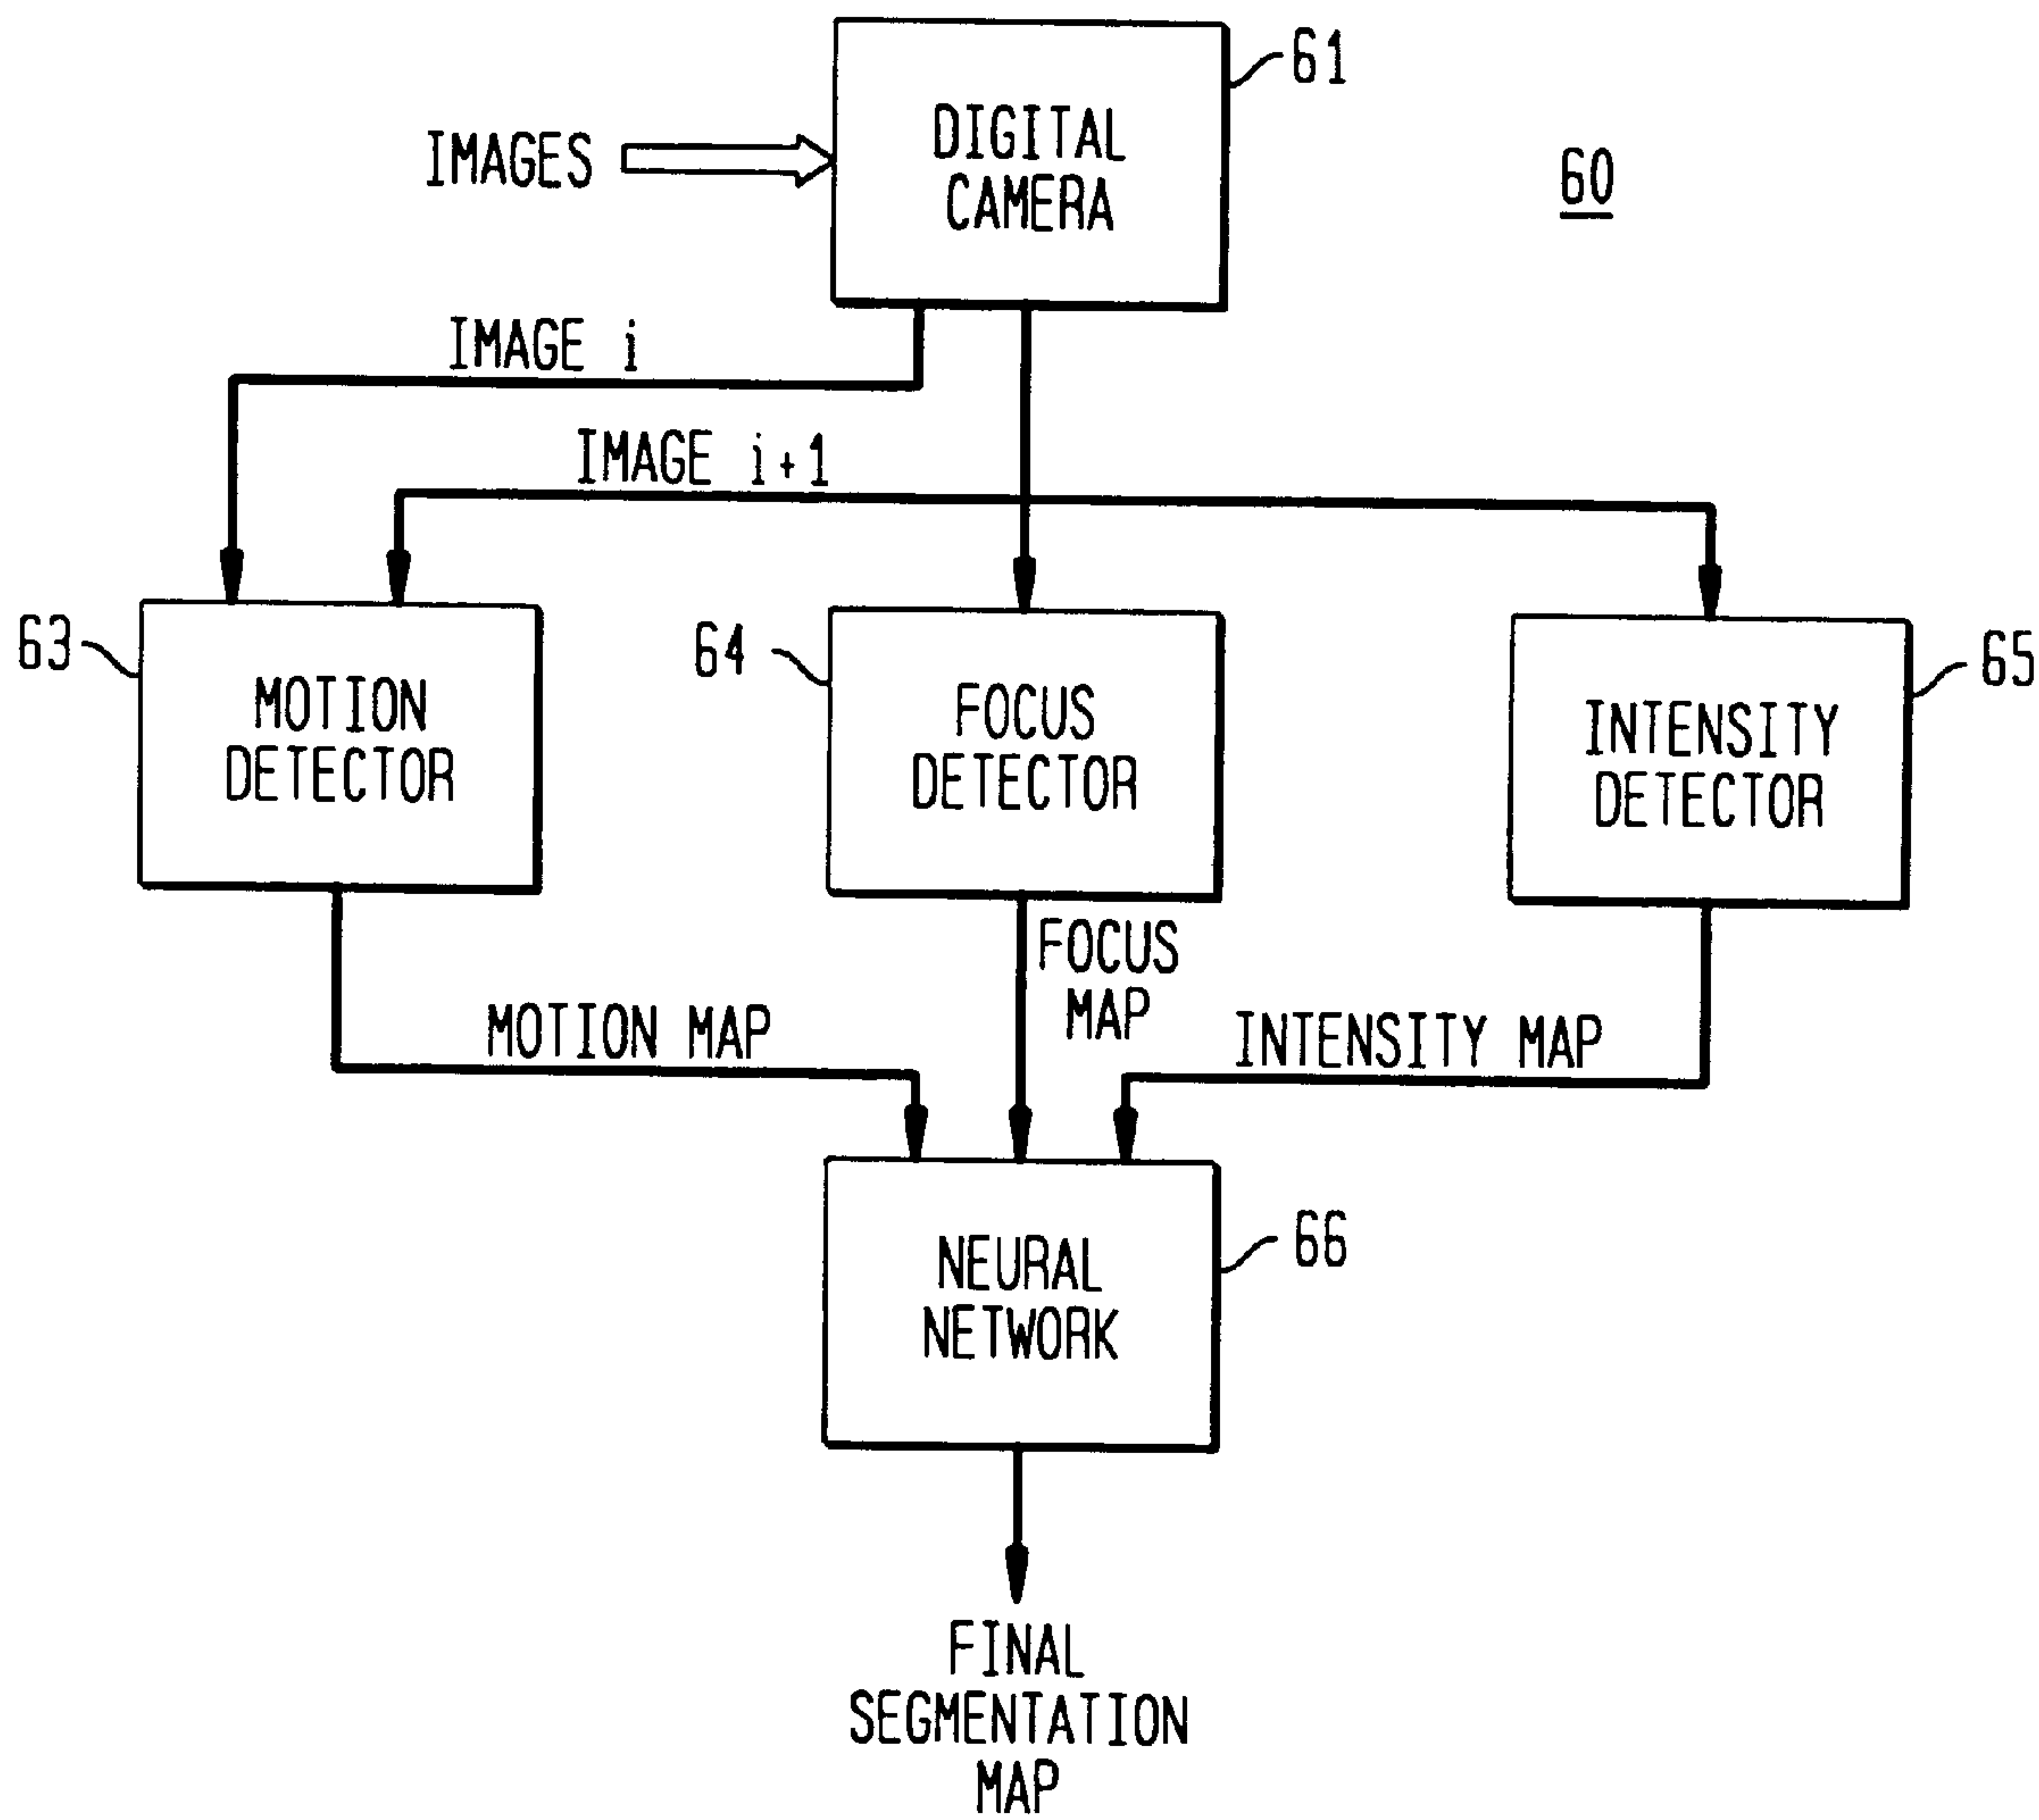 61
IMAGES
DIGITAL
CAMERA
60
IMAGE i
IMAGE i+1
63
MOTION
DETECTOR
64
FOCUS
DETECTOR
65
INTENSITY
DETECTOR
FOCUS
MAP
MOTION MAP
INTENSITY MAP
66
NEURAL
NETWORK
FINAL
SEGMENTATION
MAP